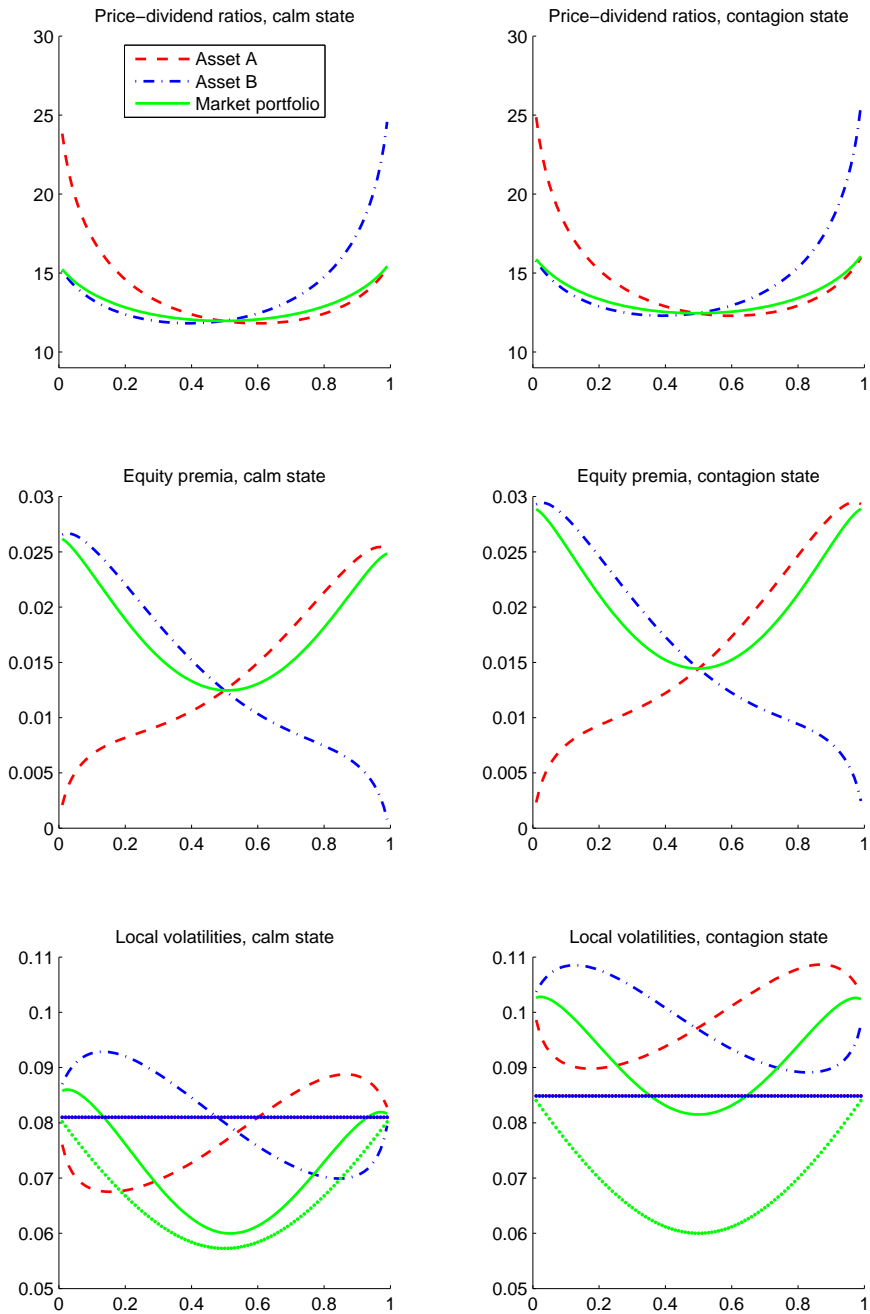 Price−dividend ratios, calm state
30
25
20
15
10
0 0.2 0.4 0.6 0.8 1
Asset A
Asset B
Market portfolio
Price−dividend ratios, contagion state
30
25
20
15
10
0 0.2 0.4 0.6 0.8 1
Equity premia, calm state
0.03
0.025
0.02
0.015
0.01
0.005
0
0 0.2 0.4 0.6 0.8 1
Equity premia, contagion state
0.03
0.025
0.02
0.015
0.01
0.005
0
0 0.2 0.4 0.6 0.8 1
Local volatilities, calm state
0.11
0.1
0.09
0.08
0.07
0.06
0.05
0 0.2 0.4 0.6 0.8 1
Local volatilities, contagion state
0.11
0.1
0.09
0.08
0.07
0.06
0.05
0 0.2 0.4 0.6 0.8 1